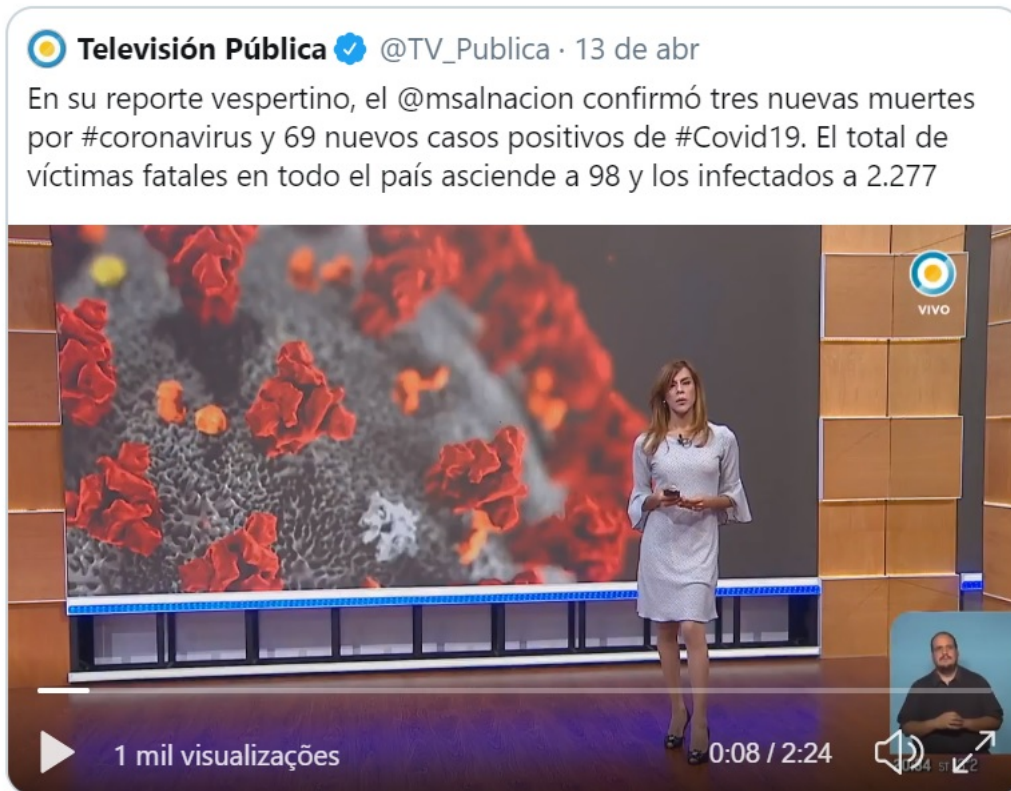 Televisión Pública @TV_Publica · 13 de abr
En su reporte vespertino, el @msalnacion confirmó tres nuevas muertes
por #coronavirus y 69 nuevos casos positivos de #Covid19. El total de
víctimas fatales en todo el país asciende a 98 y los infectados a 2.277
VIVO
1 mil visualizações
0:08 / 2:24